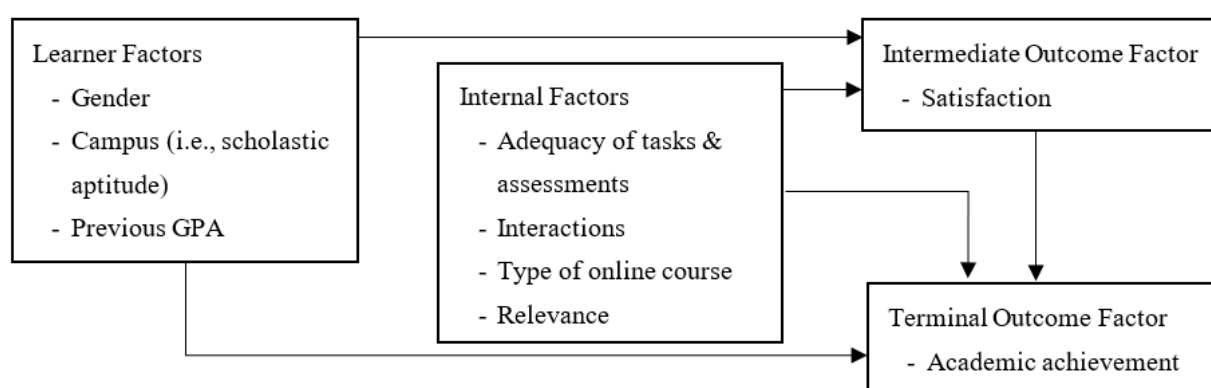 Learner Factors
- Gender
- Campus (i.e., scholastic
aptitude)
- Previous GPA
Internal Factors
- Adequacy of tasks &
assessments
- Interactions
- Type of online course
- Relevance
Intermediate Outcome Factor
- Satisfaction
Terminal Outcome Factor
- Academic achievement